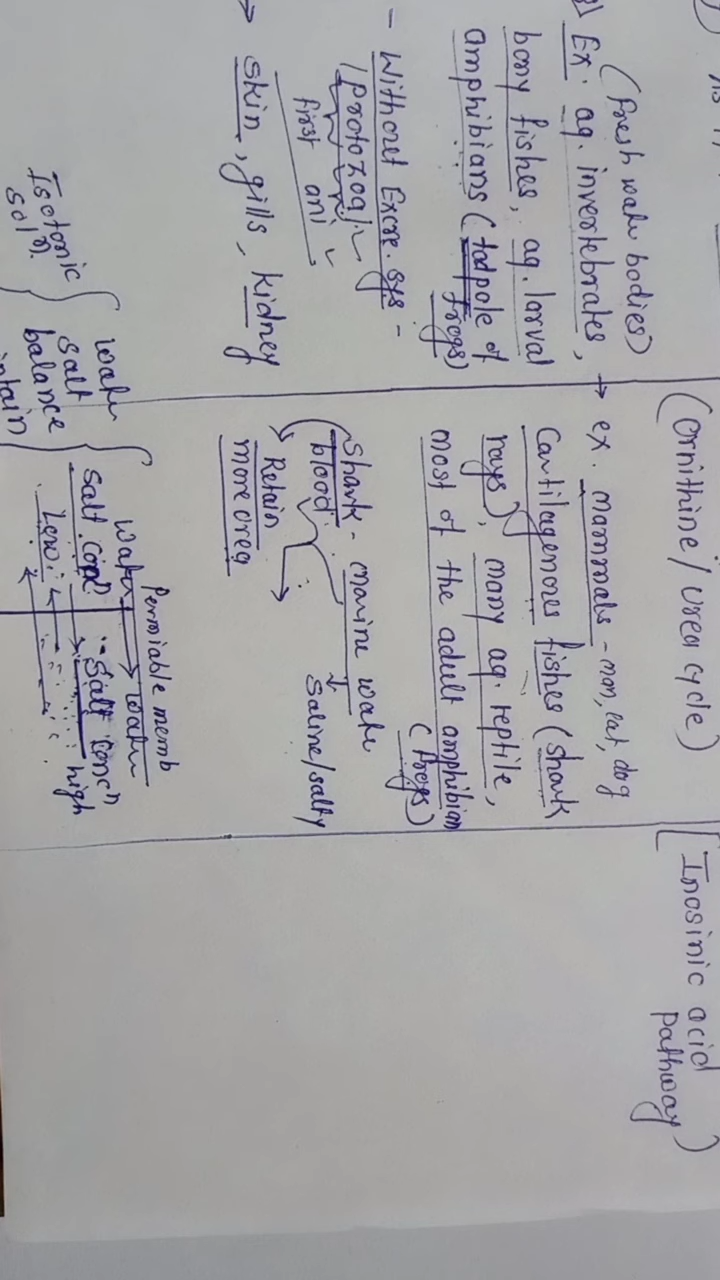 (fresh water bodies)
Ex. aq. invertebrates,
bony fishes, aq. larval
amphibians (tadpole of
frogs)
- Without Excre. sys -
(protozoa)
first ani
→ skin, gills, kidney
Isotonic
soln.
water
salt
balance
(Ornithine/Urea cycle)
→ ex. mammals - man, cat, dog
Cartilagenores fishes (shark
rays), many aq. reptile,
most of the adult amphibian
(frogs)
Shark - marine water
blood
Saline/salty
Retain
more urea
Permiable memb
water → water
Salt Concn Salt Concn
Low high
(Inosinic acid
pathway)